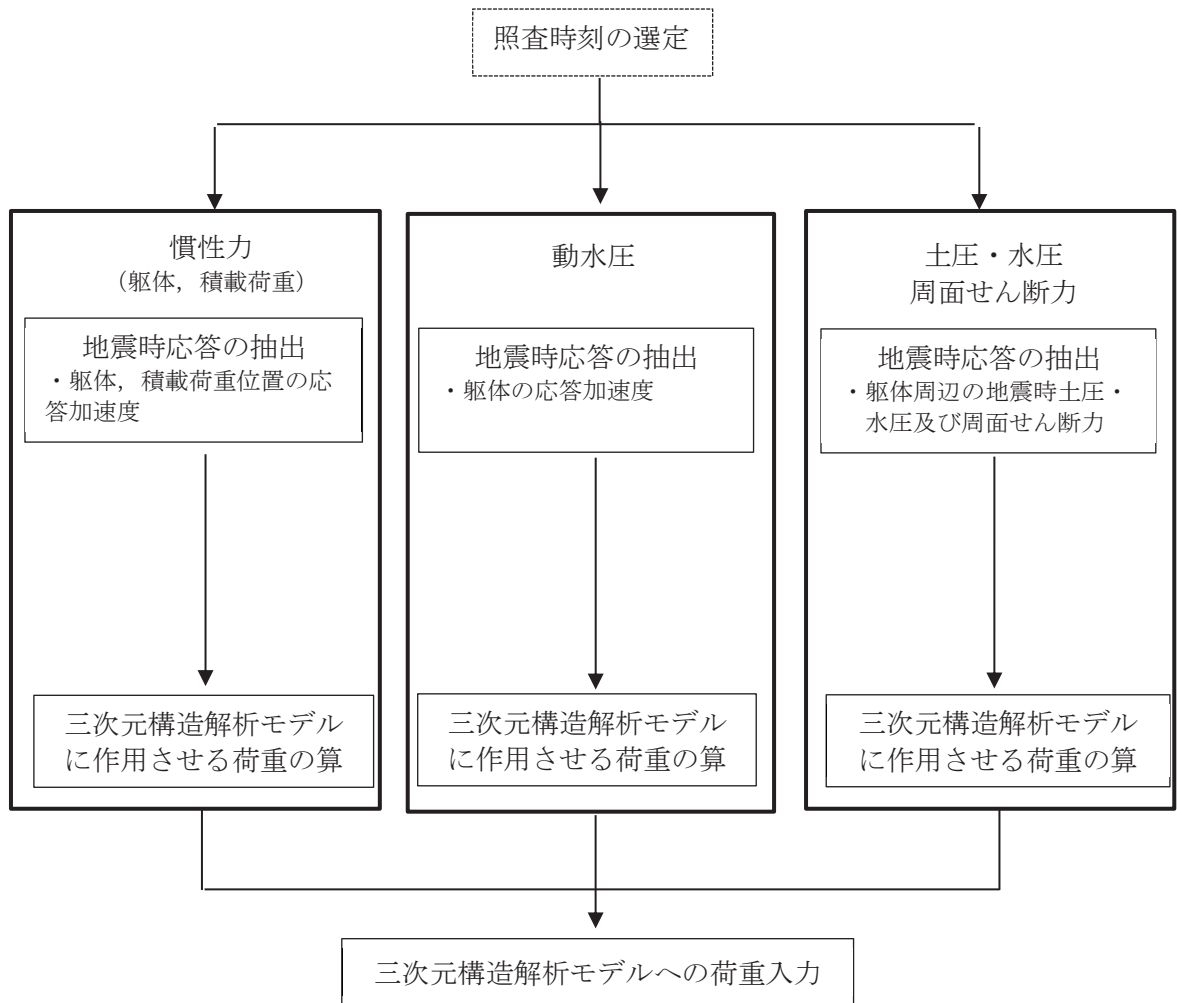 照査時刻の選定
慣性力
（躯体，積載荷重）
地震時応答の抽出
・躯体，積載荷重位置の応
答加速度
三次元構造解析モデル
に作用させる荷重の算
動水圧
地震時応答の抽出
・躯体の応答加速度
三次元構造解析モデル
に作用させる荷重の算
土圧・水圧
周面せん断力
地震時応答の抽出
・躯体周辺の地震時土圧・
水圧及び周面せん断力
三次元構造解析モデル
に作用させる荷重の算
三次元構造解析モデルへの荷重入力